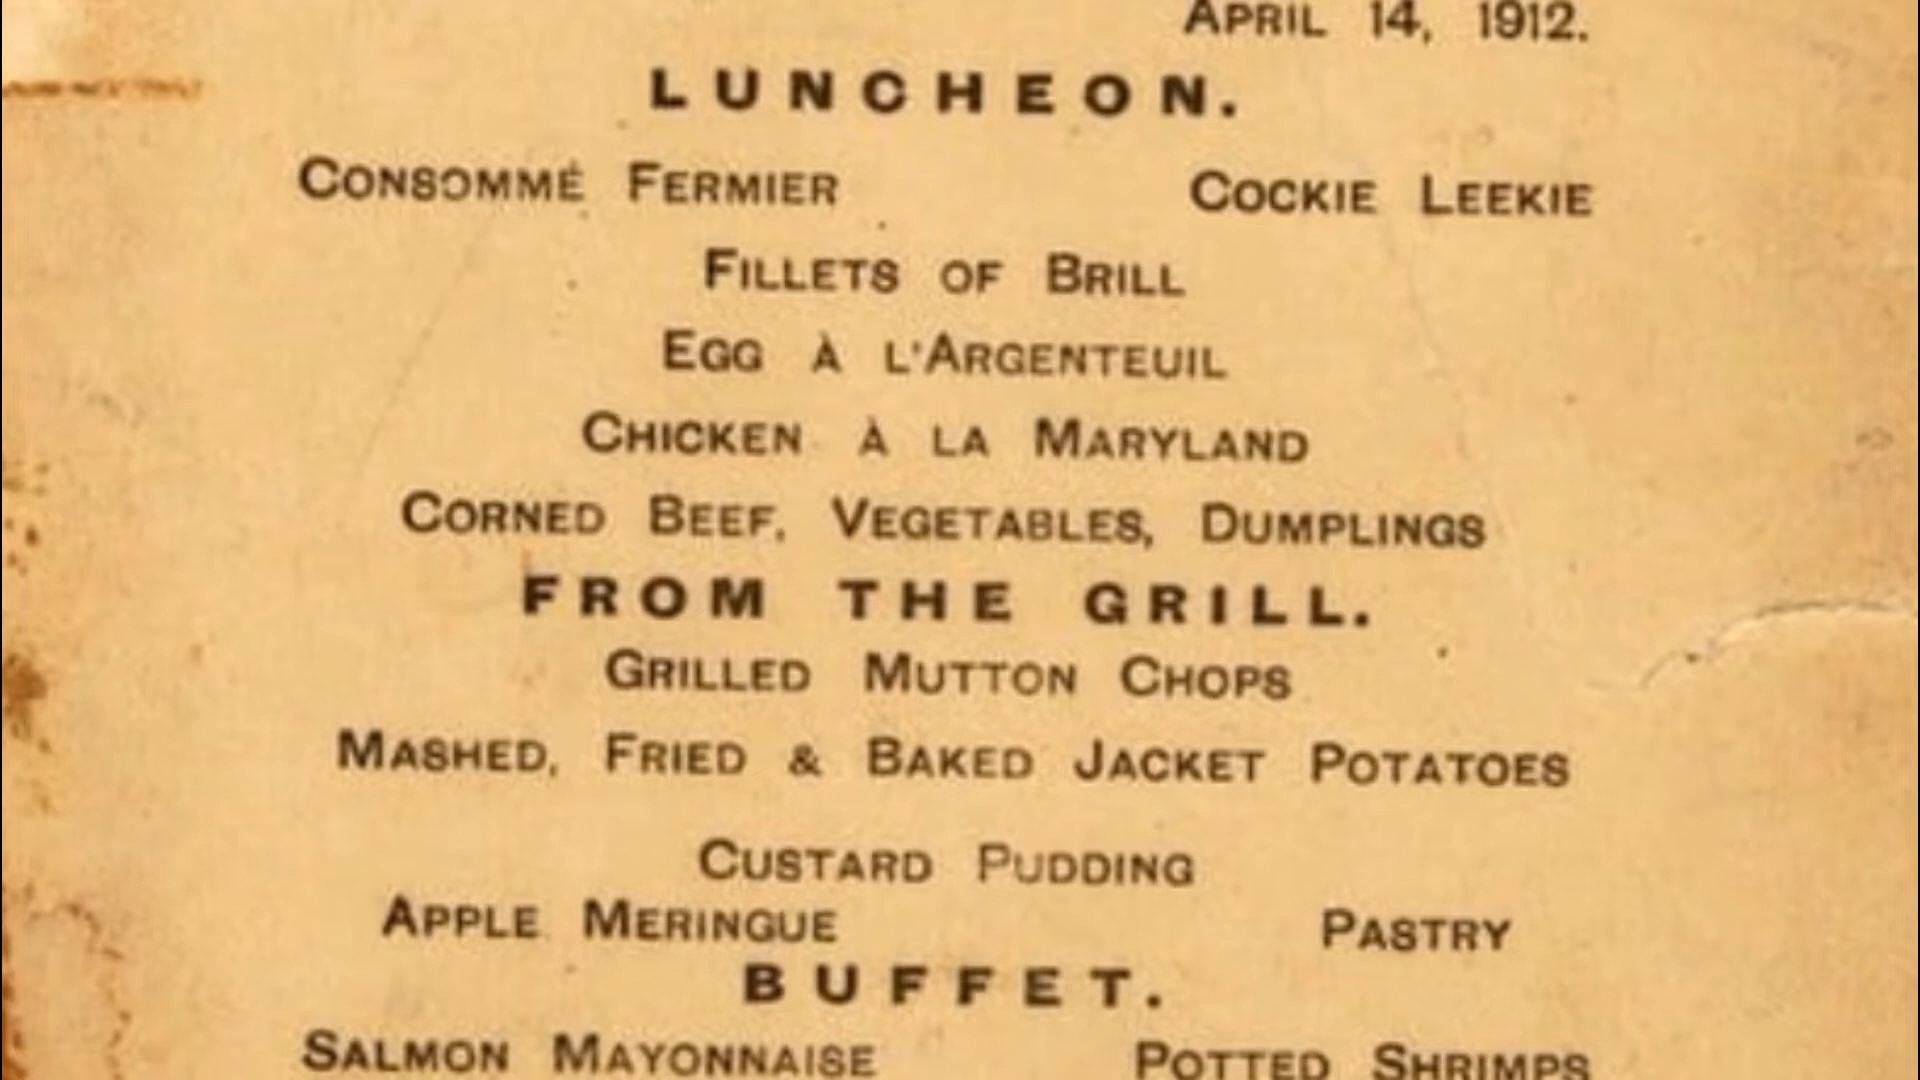 APRIL 14, 1912.
LUNCHEON.
CONSOMMÉ FERMIER COCKIE LEEKIE
FILLETS OF BRILL
EGG À L'ARGENTEUIL
CHICKEN À LA MARYLAND
CORNED BEEF, VEGETABLES, DUMPLINGS
FROM THE GRILL.
GRILLED MUTTON CHOPS
MASHED, FRIED & BAKED JACKET POTATOES
CUSTARD PUDDING
APPLE MERINGUE PASTRY
BUFFET.
SALMON MAYONNAISE POTTED SHRIMPS